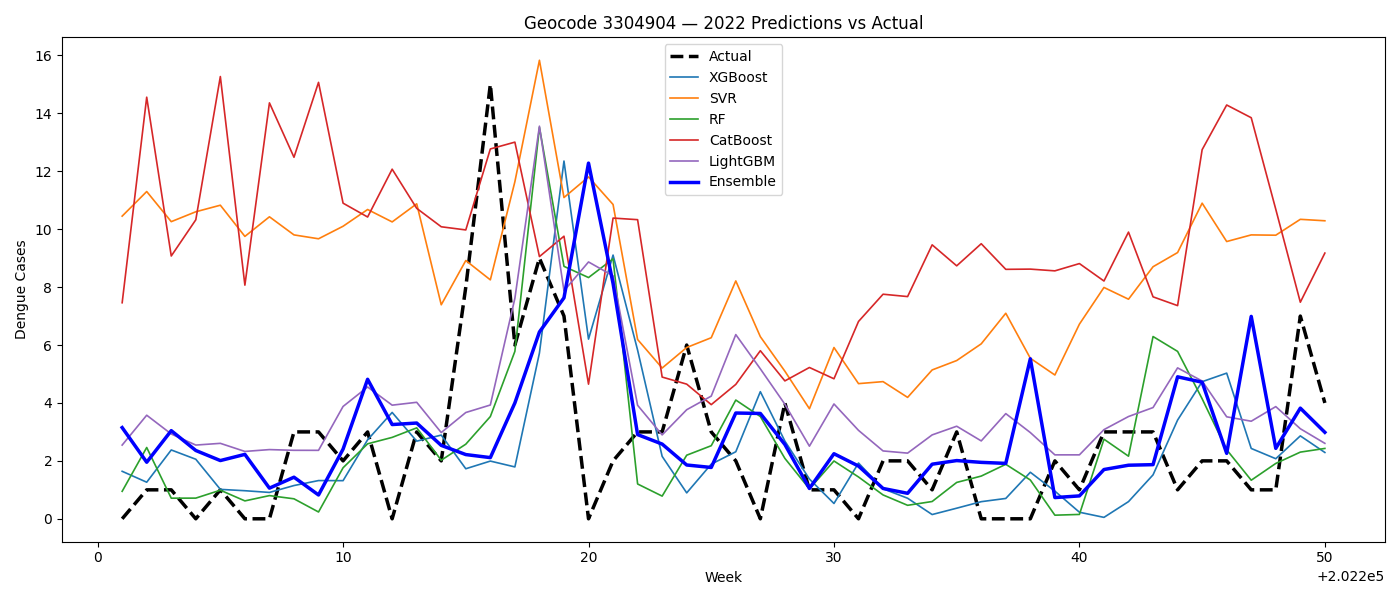 Geocode 3304904 — 2022 Predictions vs Actual
Dengue Cases
16
14
12
10
8
6
4
2
0
Actual
XGBoost
SVR
RF
CatBoost
LightGBM
Ensemble
0 10 20 30 40 50
Week
+2.022e5